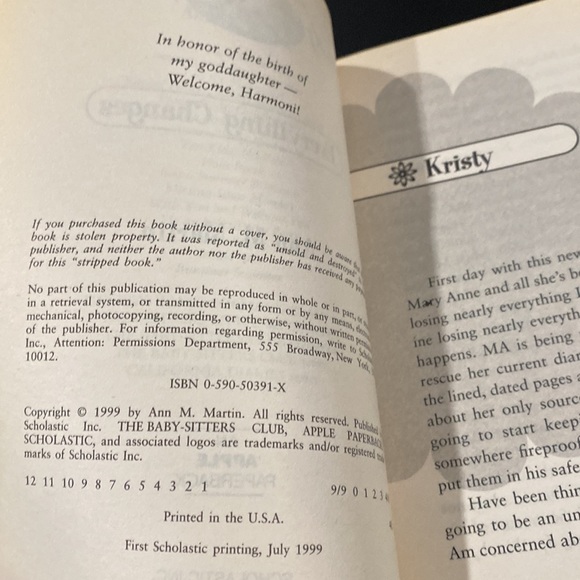 In honor of the birth of
my goddaughter —
Welcome, Harmoni!
If you purchased this book without a cover, you should be aware
book is stolen property. It was reported as "unsold and destroyed"
publisher, and neither the author nor the publisher has received any
for this "stripped book."
No part of this publication may be reproduced in whole or in part, or
in a retrieval system, or transmitted in any form or by any means,
mechanical, photocopying, recording, or otherwise, without written
of the publisher. For information regarding permission, write to
Inc., Attention: Permissions Department, 555 Broadway, New York,
10012.
ISBN 0-590-50391-X
Copyright © 1999 by Ann M. Martin. All rights reserved. Published
Scholastic Inc. THE BABY-SITTERS CLUB, APPLE PAPERBACKS
SCHOLASTIC, and associated logos are trademarks and/or registered
marks of Scholastic Inc.
12 11 10 9 8 7 6 5 4 3 2 1 9/9 0 1 2 3
Printed in the U.S.A.
First Scholastic printing, July 1999
Kristy
First day with this new
Mary Anne and all she's
losing nearly everything
ine losing nearly
happens. MA is being
rescue her current
the lined, dated pages
about her only
going to start
somewhere
put them in his safe
Have been
going to be an
Am concerned